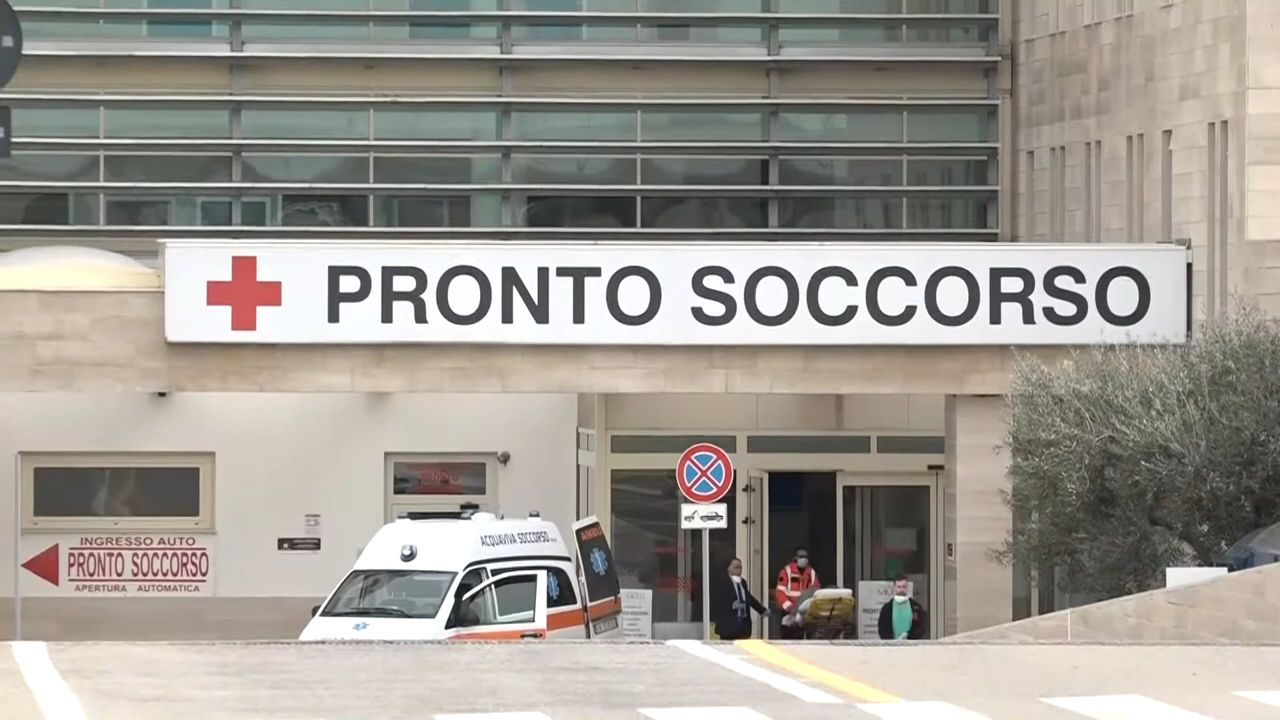 PRONTO SOCCORSO
INGRESSO AUTO
PRONTO SOCCORSO
APERTURA AUTOMATICA
ACQUAVIVA SOCCORSO